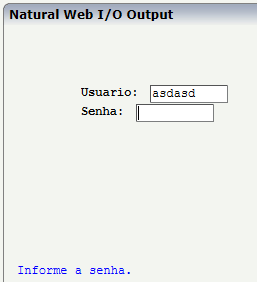 Natural Web I/O Output
Usuario: asdasd
Senha:
Informe a senha.